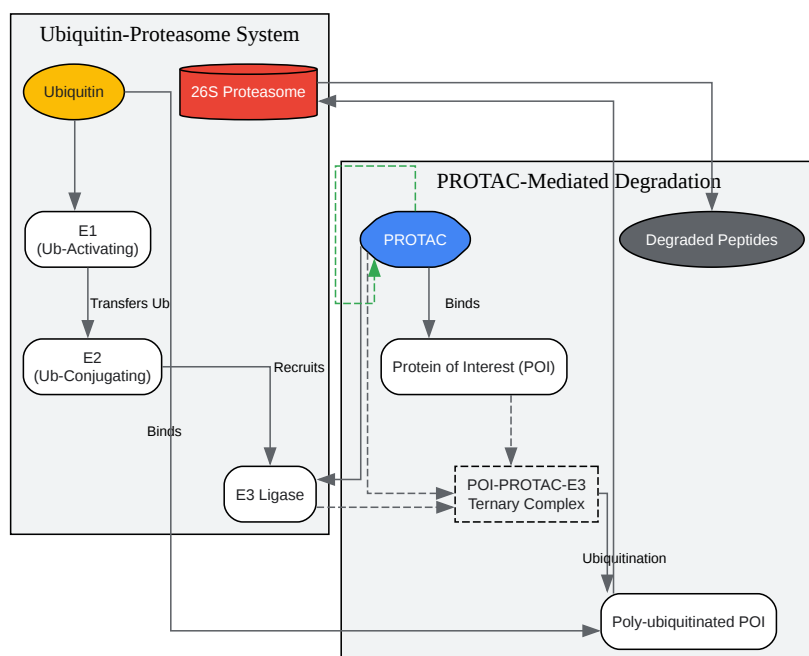 Ubiquitin-Proteasome System
Ubiquitin
26S Proteasome
PROTAC-Mediated Degradation
E1
(Ub-Activating)
PROTAC
Degraded Peptides
Transfers Ub
Binds
E2
(Ub-Conjugating)
Recruits
Protein of Interest (POI)
Binds
E3 Ligase
POI-PROTAC-E3
Ternary Complex
Ubiquitination
Poly-ubiquitinated POI